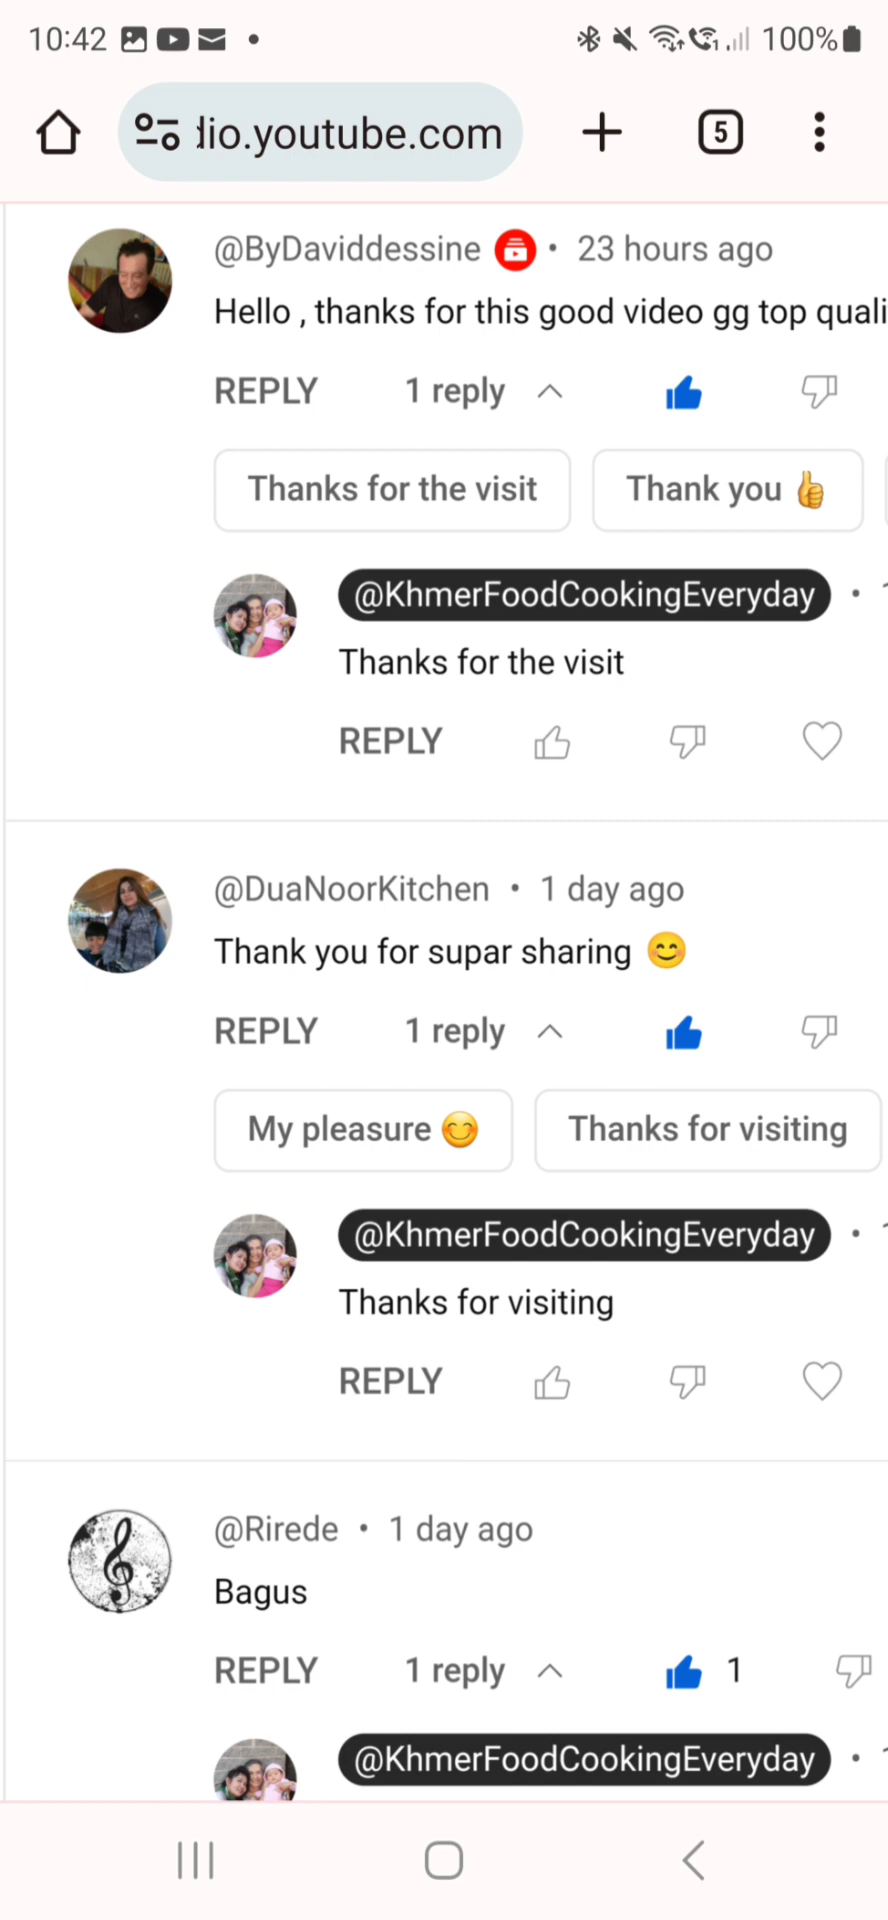 10:42
100%
dio.youtube.com
5
@ByDaviddessine • 23 hours ago
Hello , thanks for this good video gg top quali
REPLY 1 reply
Thanks for the visit Thank you 👍
@KhmerFoodCookingEveryday •
Thanks for the visit
REPLY
@DuaNoorKitchen • 1 day ago
Thank you for supar sharing 😊
REPLY 1 reply
My pleasure 😊 Thanks for visiting
@KhmerFoodCookingEveryday •
Thanks for visiting
REPLY
@Rirede • 1 day ago
Bagus
REPLY 1 reply 1
@KhmerFoodCookingEveryday •